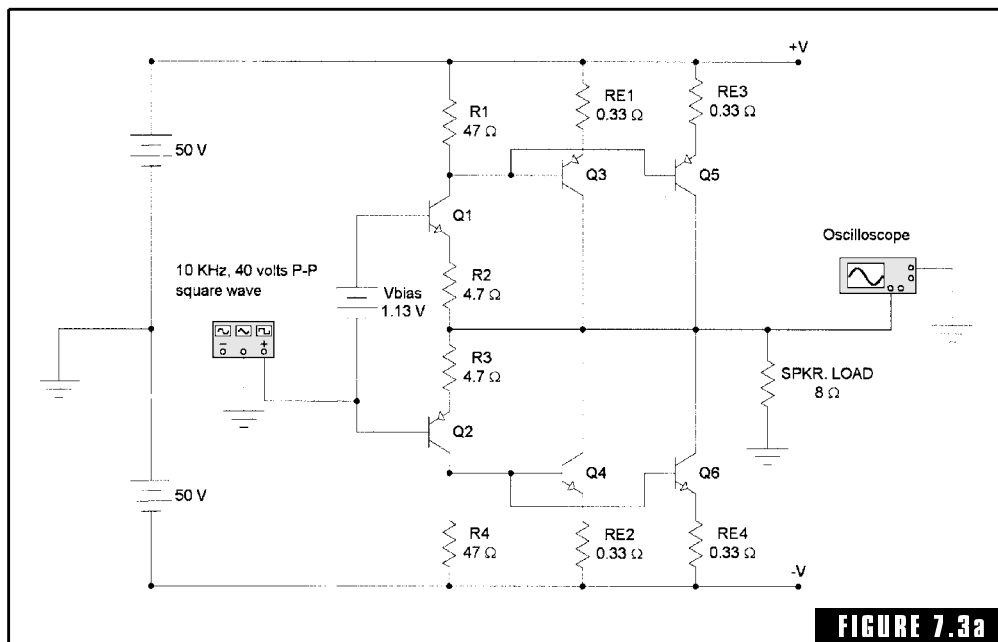 +V
RE1
0.33 Ω
RE3
0.33 Ω
R1
47 Ω
50 V
Q3
Q5
Q1
Oscilloscope
10 KHz, 40 volts P-P
square wave
R2
4.7 Ω
Vbias
1.13 V
R3
4.7 Ω
SPKR. LOAD
8 Ω
Q2
Q4
Q6
50 V
R4
47 Ω
RE2
0.33 Ω
RE4
0.33 Ω
-V
FIGURE 7.3a